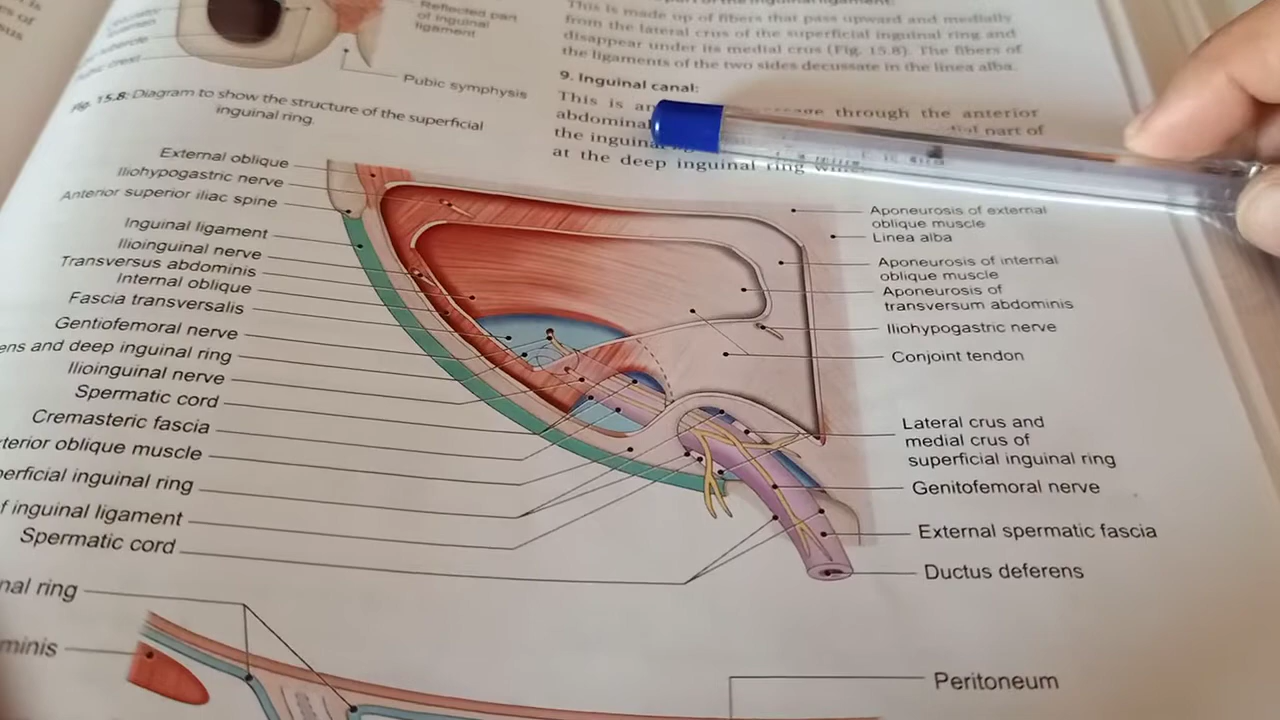 Reflected part
of inguinal
ligament
Pubic symphysis
Fig. 15.8: Diagram to show the structure of the superficial
inguinal ring.
This is made up of fibers that pass upward and medially
from the lateral crus of the superficial inguinal ring and
disappear under its medial crus (Fig. 15.8). The fibers of
the ligaments of the two sides decussate in the linea alba.
9. Inguinal canal:
This is an through the anterior
abdominal part of
the inguinal
at the deep inguinal ring
External oblique
Iliohypogastric nerve
Anterior superior iliac spine
Inguinal ligament
Ilioinguinal nerve
Transversus abdominis
Internal oblique
Fascia transversalis
Gentiofemoral nerve
ens and deep inguinal ring
Ilioinguinal nerve
Spermatic cord
Cremasteric fascia
terior oblique muscle
perficial inguinal ring
f inguinal ligament
Spermatic cord
Aponeurosis of external
oblique muscle
Linea alba
Aponeurosis of internal
oblique muscle
Aponeurosis of
transversum abdominis
Iliohypogastric nerve
Conjoint tendon
Lateral crus and
medial crus of
superficial inguinal ring
Genitofemoral nerve
External spermatic fascia
Ductus deferens
nal ring
minis
Peritoneum